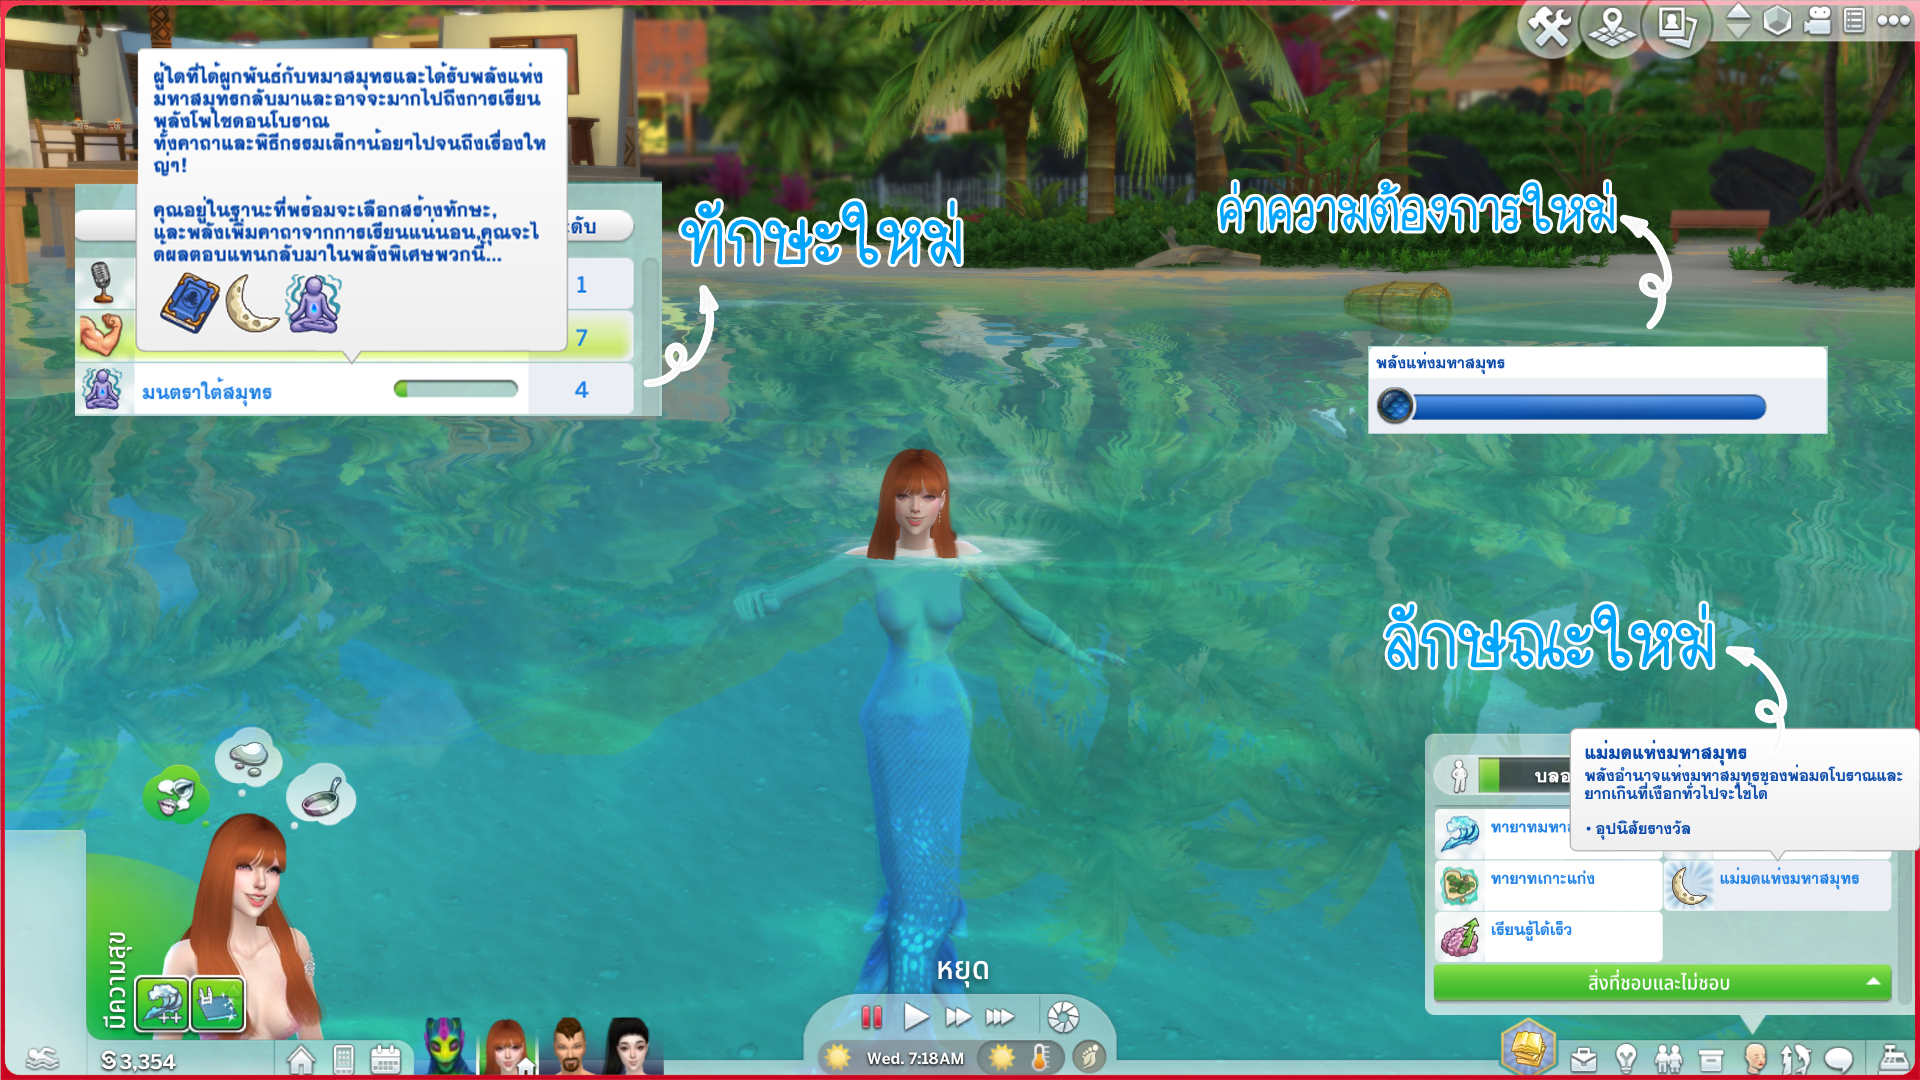 ผู้ใดที่ได้ผูกพันธ์กับหมาสมุทรและได้รับพลังแห่ง
มหาสมุทรกลับมาและอาจจะมากไปถึงการเรียน
พลังโพไซดอนโบราณ
ทั้งคาถาและพิธีกรรมเล็กๆน้อยๆไปจนถึงเรื่องให
ญ่ๆ!
คุณอยู่ในฐานะที่พร้อมจะเลือกสร้างทักษะ,
และพลังเพิ่มคาถาจากการเรียนแน่นอน,คุณจะไ
ด้ผลตอบแทนกลับมาในพลังพิเศษพวกนี้...
ะดับ
1
7
มนตราใต้สมุทร
4
ทักษะใหม่
ค่าความต้องการใหม่
พลังแห่งมหาสมุทร
ลักษณะใหม่
แม่มดแห่งมหาสมุทร
พลังอำนาจแห่งมหาสมุทรของพ่อมดโบราณและ
ยากเกินที่เงือกทั่วไปจะใช้ได้
• อุปนิสัยรางวัล
บลอ
ทายาทมหาส
ทายาทเกาะแก่ง
แม่มดแห่งมหาสมุทร
เรียนรู้ได้เร็ว
สิ่งที่ชอบและไม่ชอบ
มีความสุข
หยุด
§3,354
Wed. 7:18AM